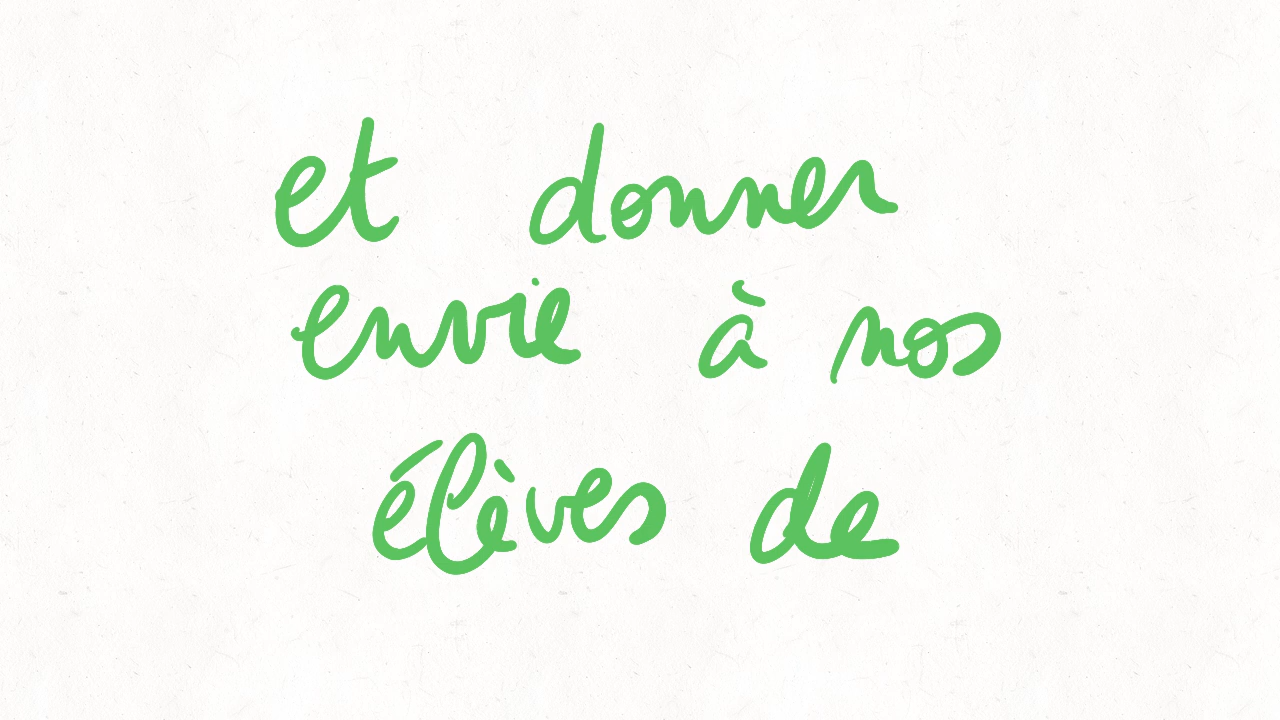 et donner
envie à nos
élèves de